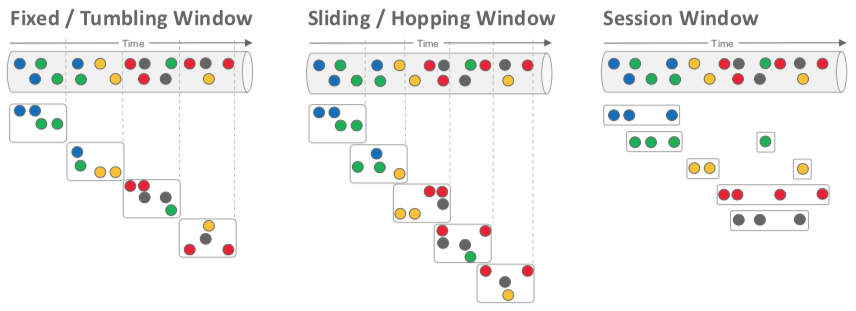 Fixed / Tumbling Window
Time
Sliding / Hopping Window
Time
Session Window
Time